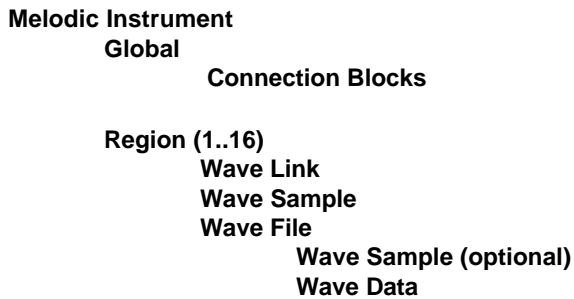 Melodic Instrument
Global
Connection Blocks
Region (1..16)
Wave Link
Wave Sample
Wave File
Wave Sample (optional)
Wave Data